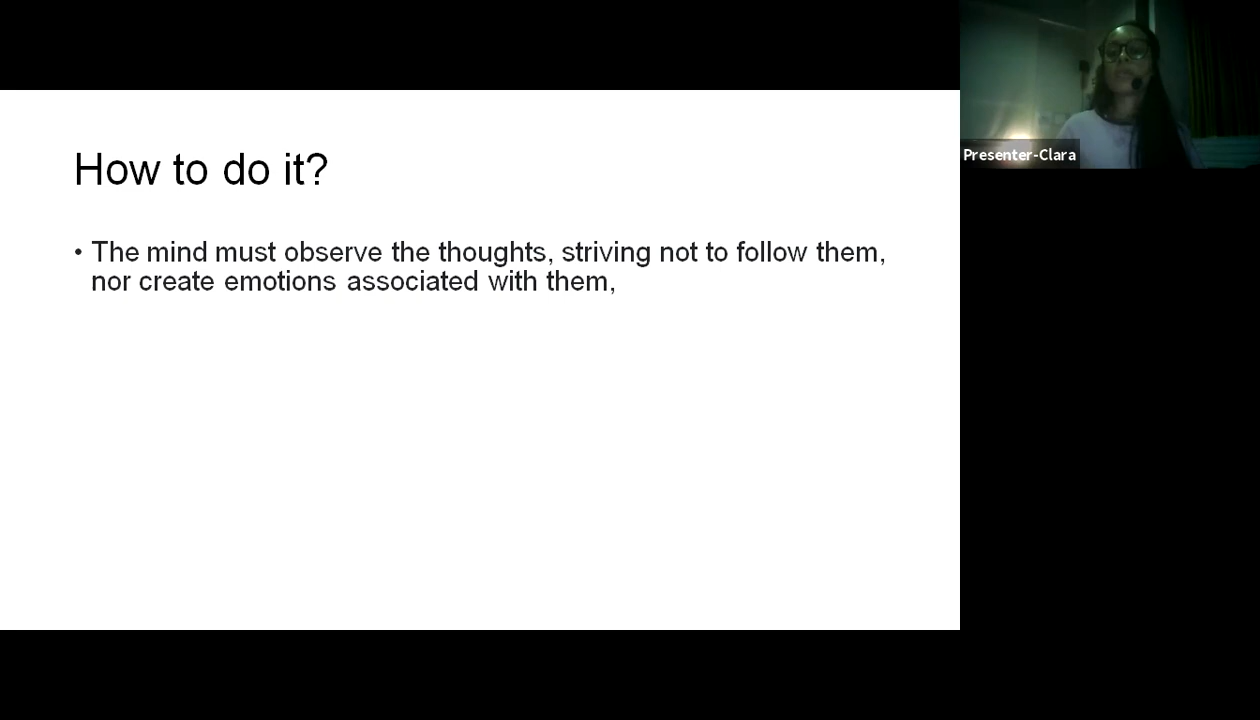 How to do it?
• The mind must observe the thoughts, striving not to follow them,
nor create emotions associated with them,
Presenter-Clara